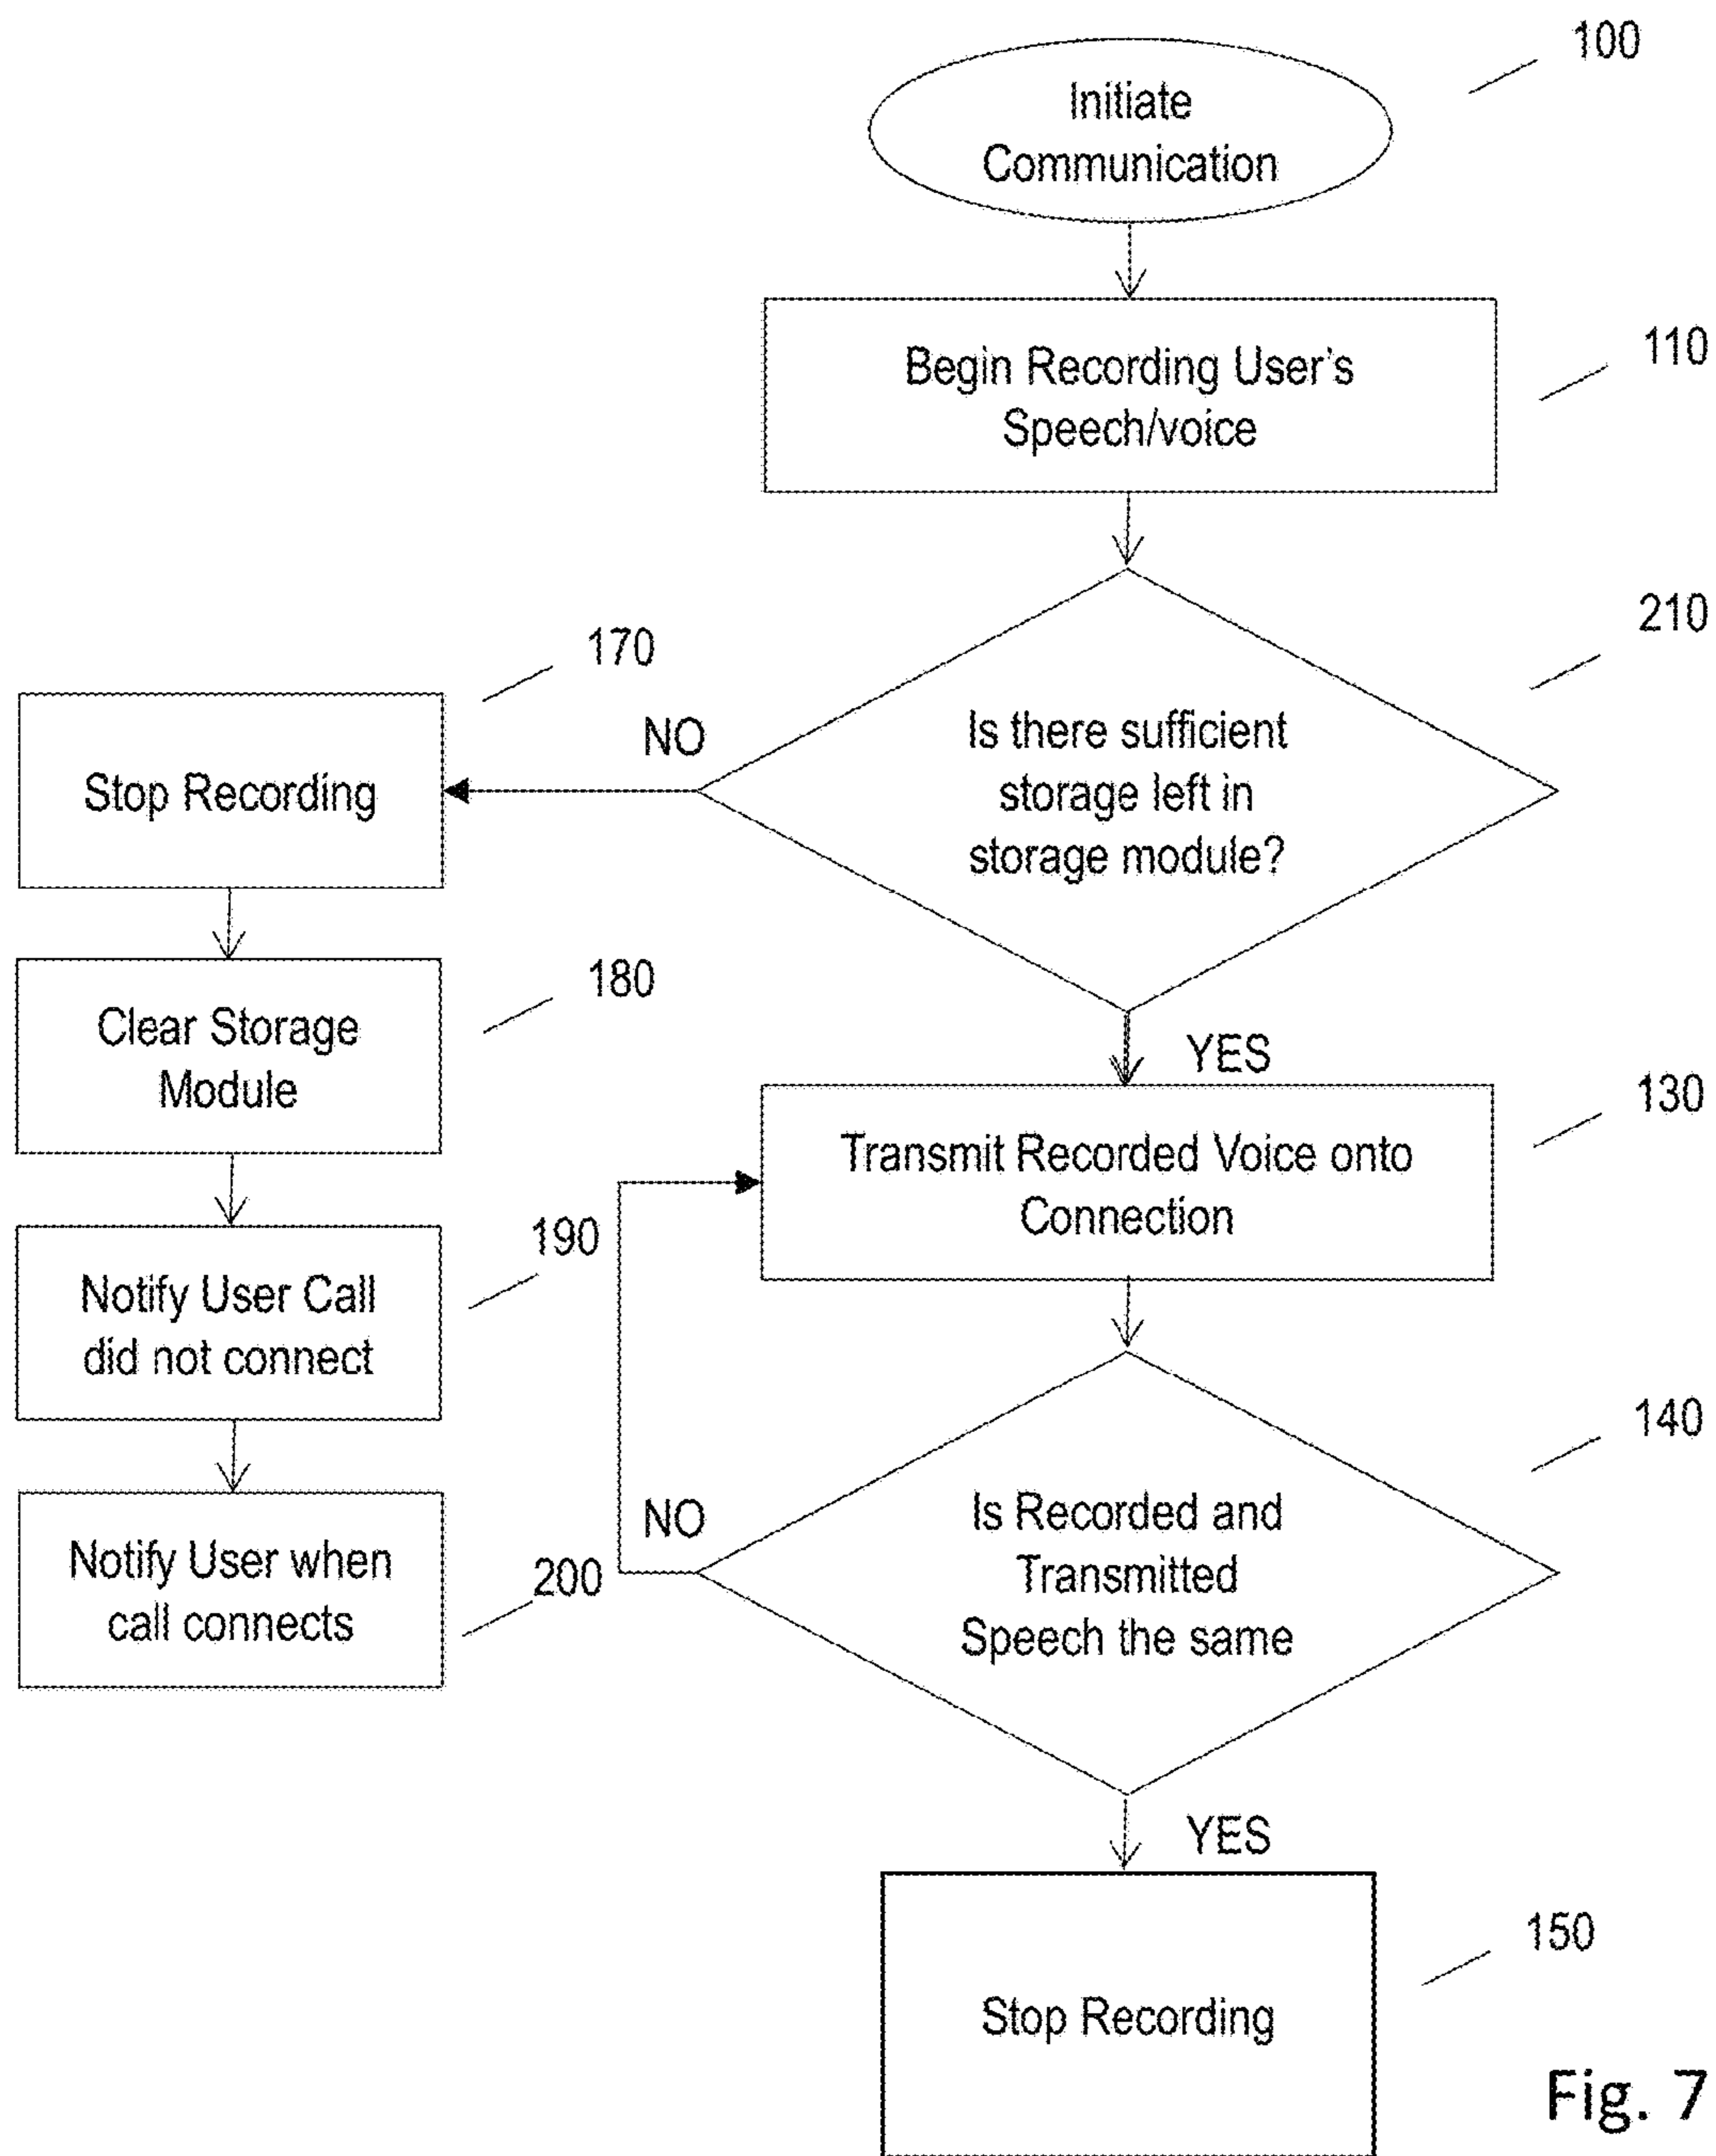 100
Initiate
Communication
110
Begin Recording User's
Speech/voice
210
Is there sufficient
storage left in
storage module?
NO
170
Stop Recording
180
Clear Storage
Module
190
Notify User Call
did not connect
200
Notify User when
call connects
YES
130
Transmit Recorded Voice onto
Connection
140
Is Recorded and
Transmitted
Speech the same
NO
YES
150
Stop Recording
Fig. 7